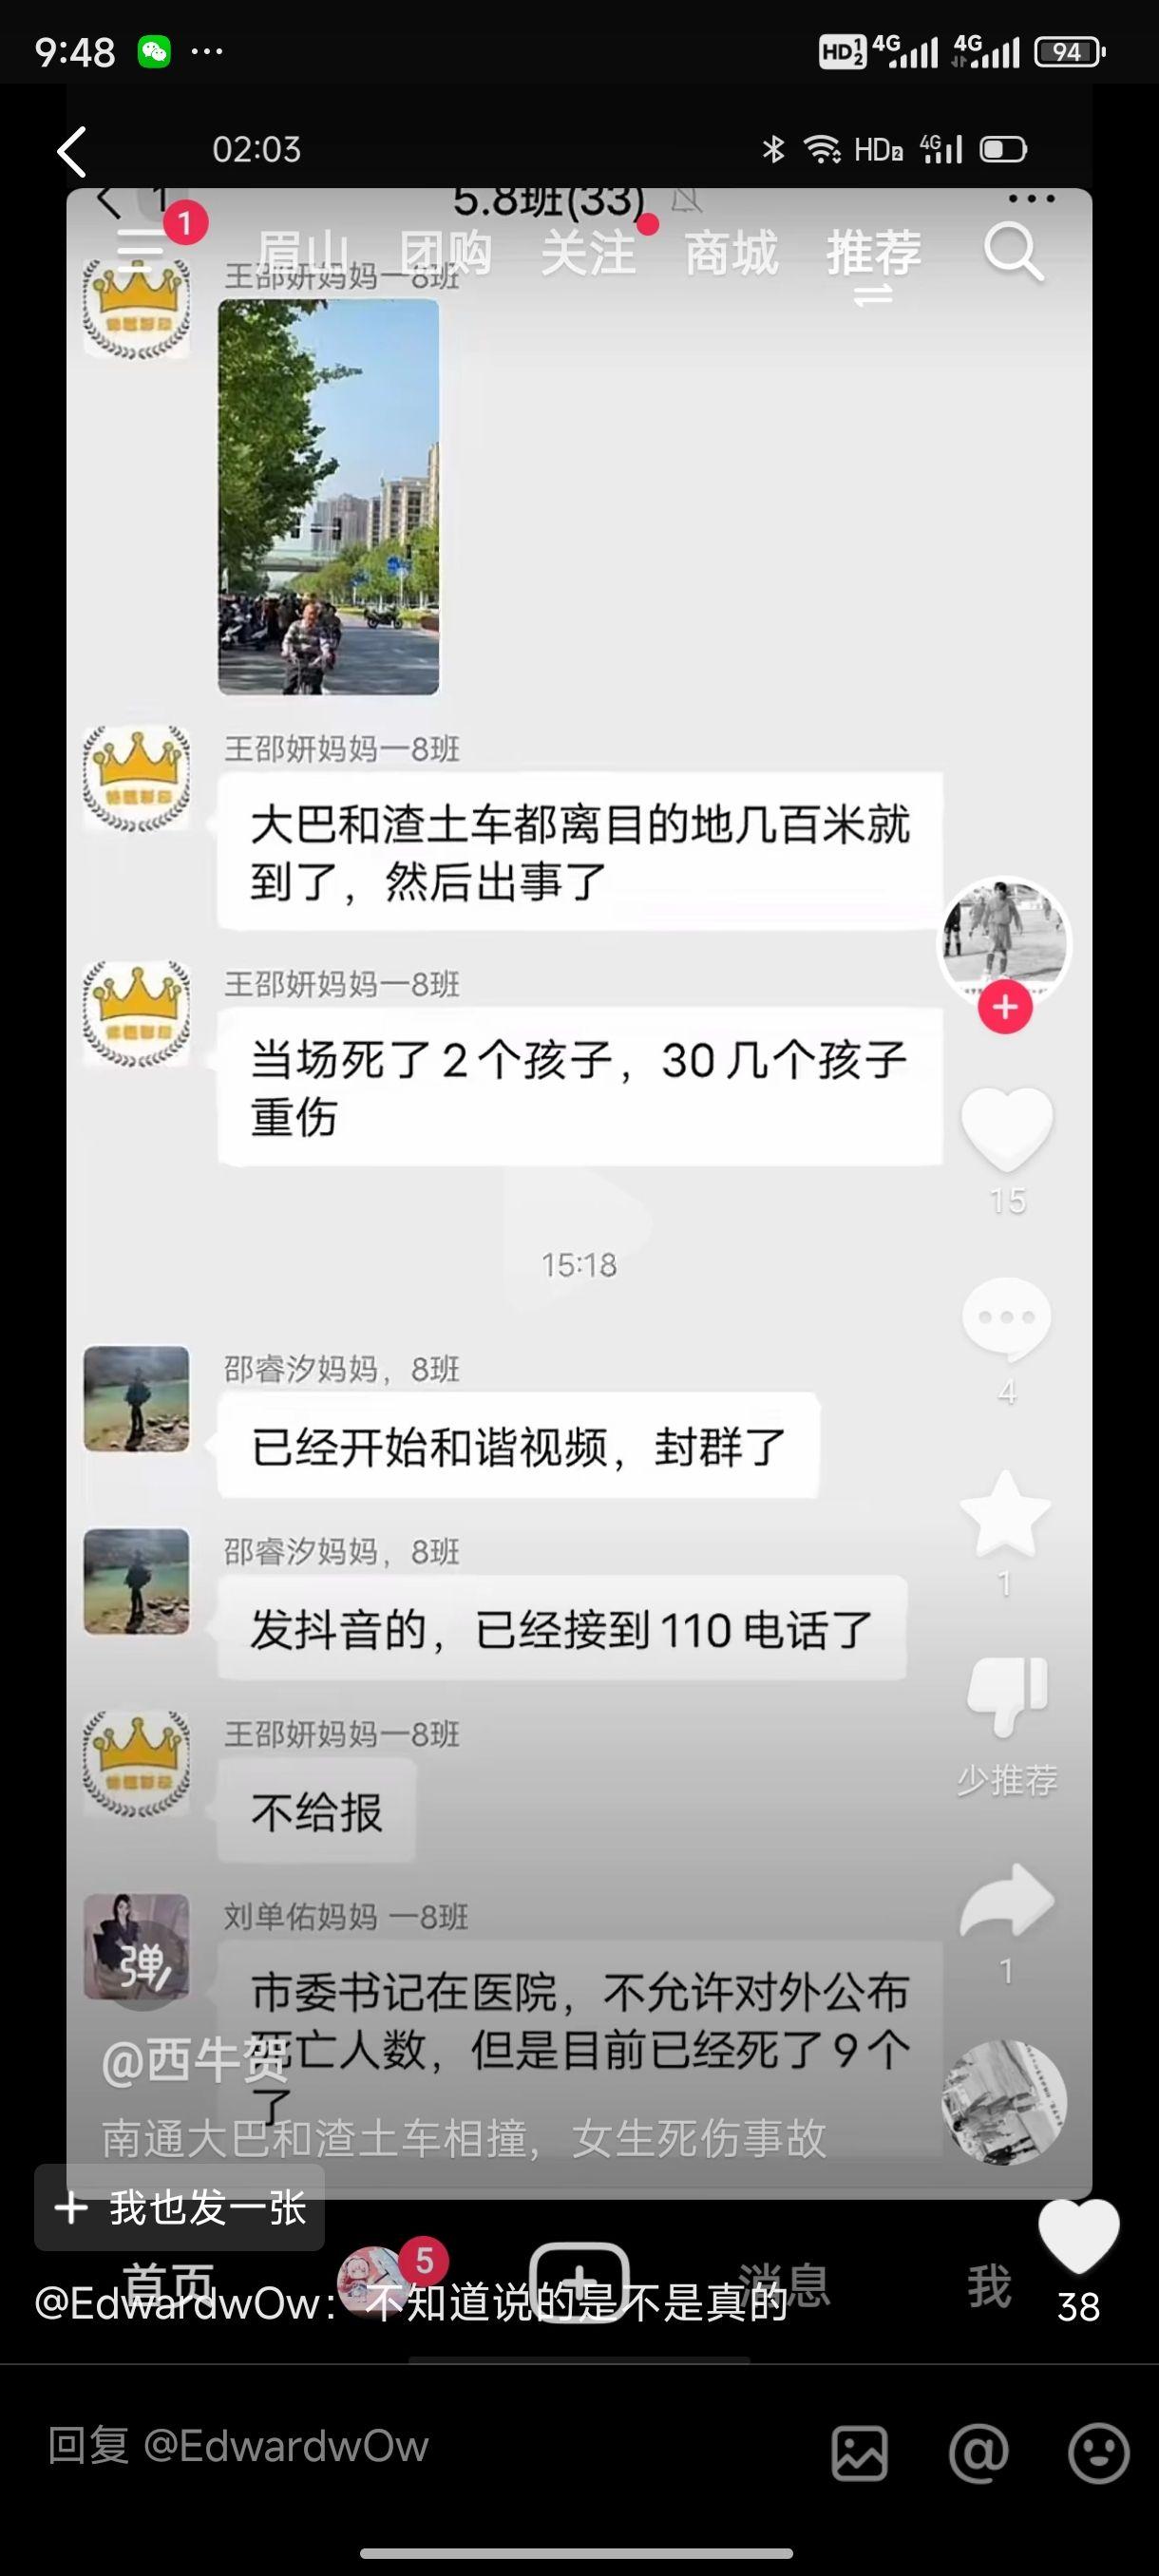 9:48
HD 1 2 4G 4G 94
02:03
HD2 4G
1
5.8班(33)
1
眉山 团购 关注 商城 推荐
王邵妍妈妈一8班
王邵妍妈妈一8班
大巴和渣土车都离目的地几百米就
到了，然后出事了
王邵妍妈妈一8班
当场死了2个孩子，30几个孩子
重伤
15
15:18
4
邵睿汐妈妈，8班
已经开始和谐视频，封群了
1
邵睿汐妈妈，8班
发抖音的，已经接到110电话了
王邵妍妈妈一8班
少推荐
不给报
刘单佑妈妈 一8班
弹
1
市委书记在医院，不允许对外公布
死亡人数，但是目前已经死了9个
了
@西牛贺
南通大巴和渣土车相撞，女生死伤事故
+ 我也发一张
首页 5 消息 我
@EdwardwOw：不知道说的是不是真的
38
回复 @EdwardwOw
@